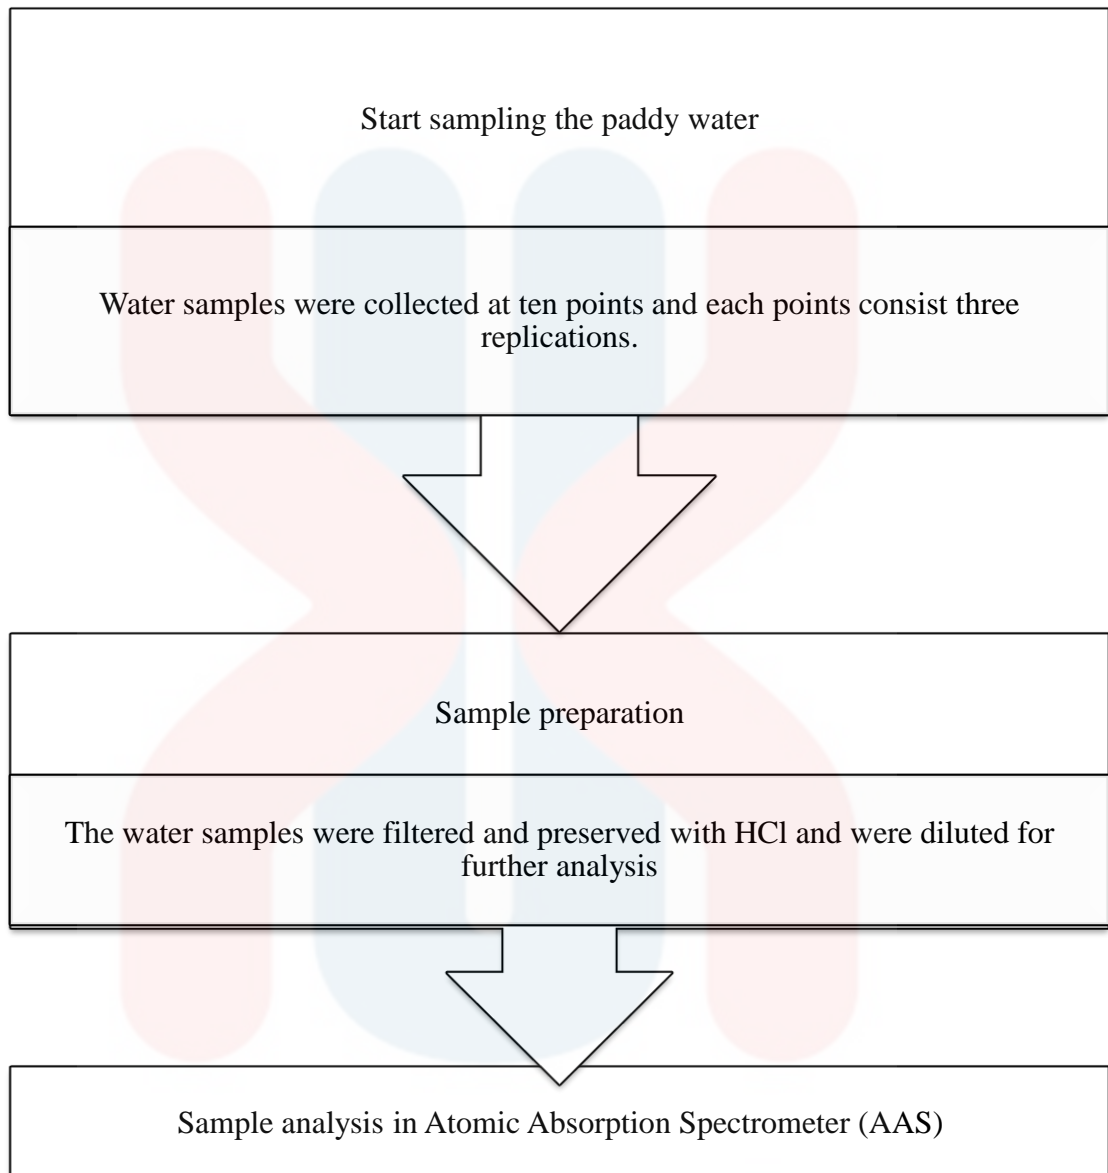 Start sampling the paddy water
Water samples were collected at ten points and each points consist three
replications.
Sample preparation
The water samples were filtered and preserved with HCl and were diluted for
further analysis
Sample analysis in Atomic Absorption Spectrometer (AAS)